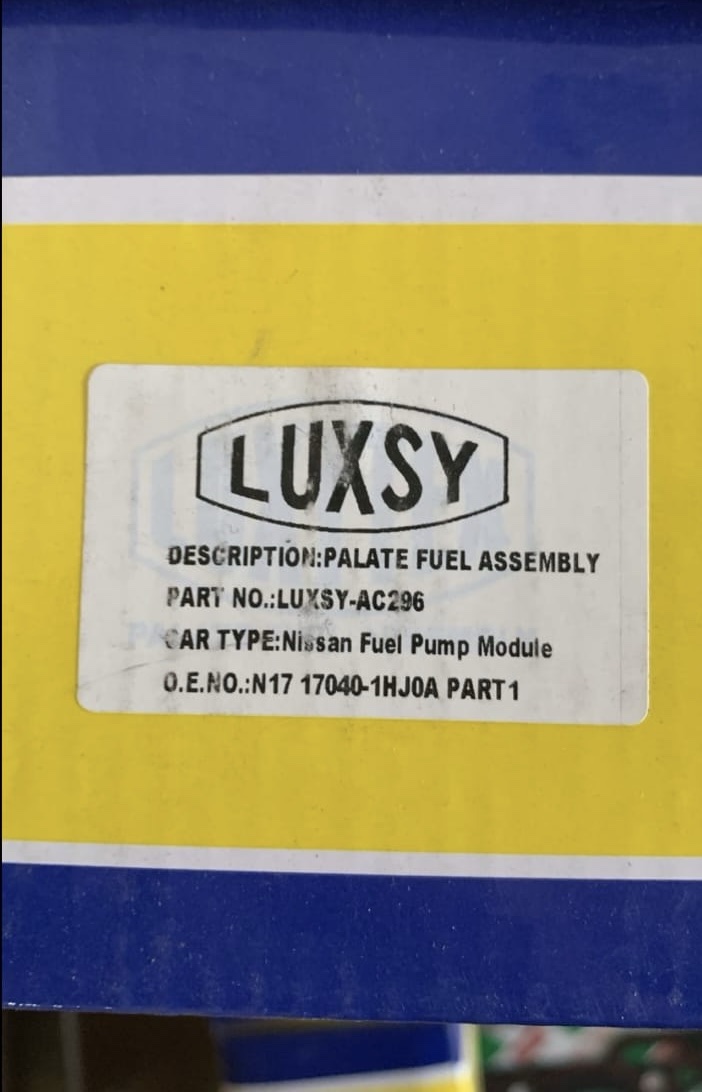 LUXSY
DESCRIPTION:PALATE FUEL ASSEMBLY
PART NO.:LUXSY-AC296
CAR TYPE:Nissan Fuel Pump Module
O.E.NO.:N17 17040-1HJ0A PART1